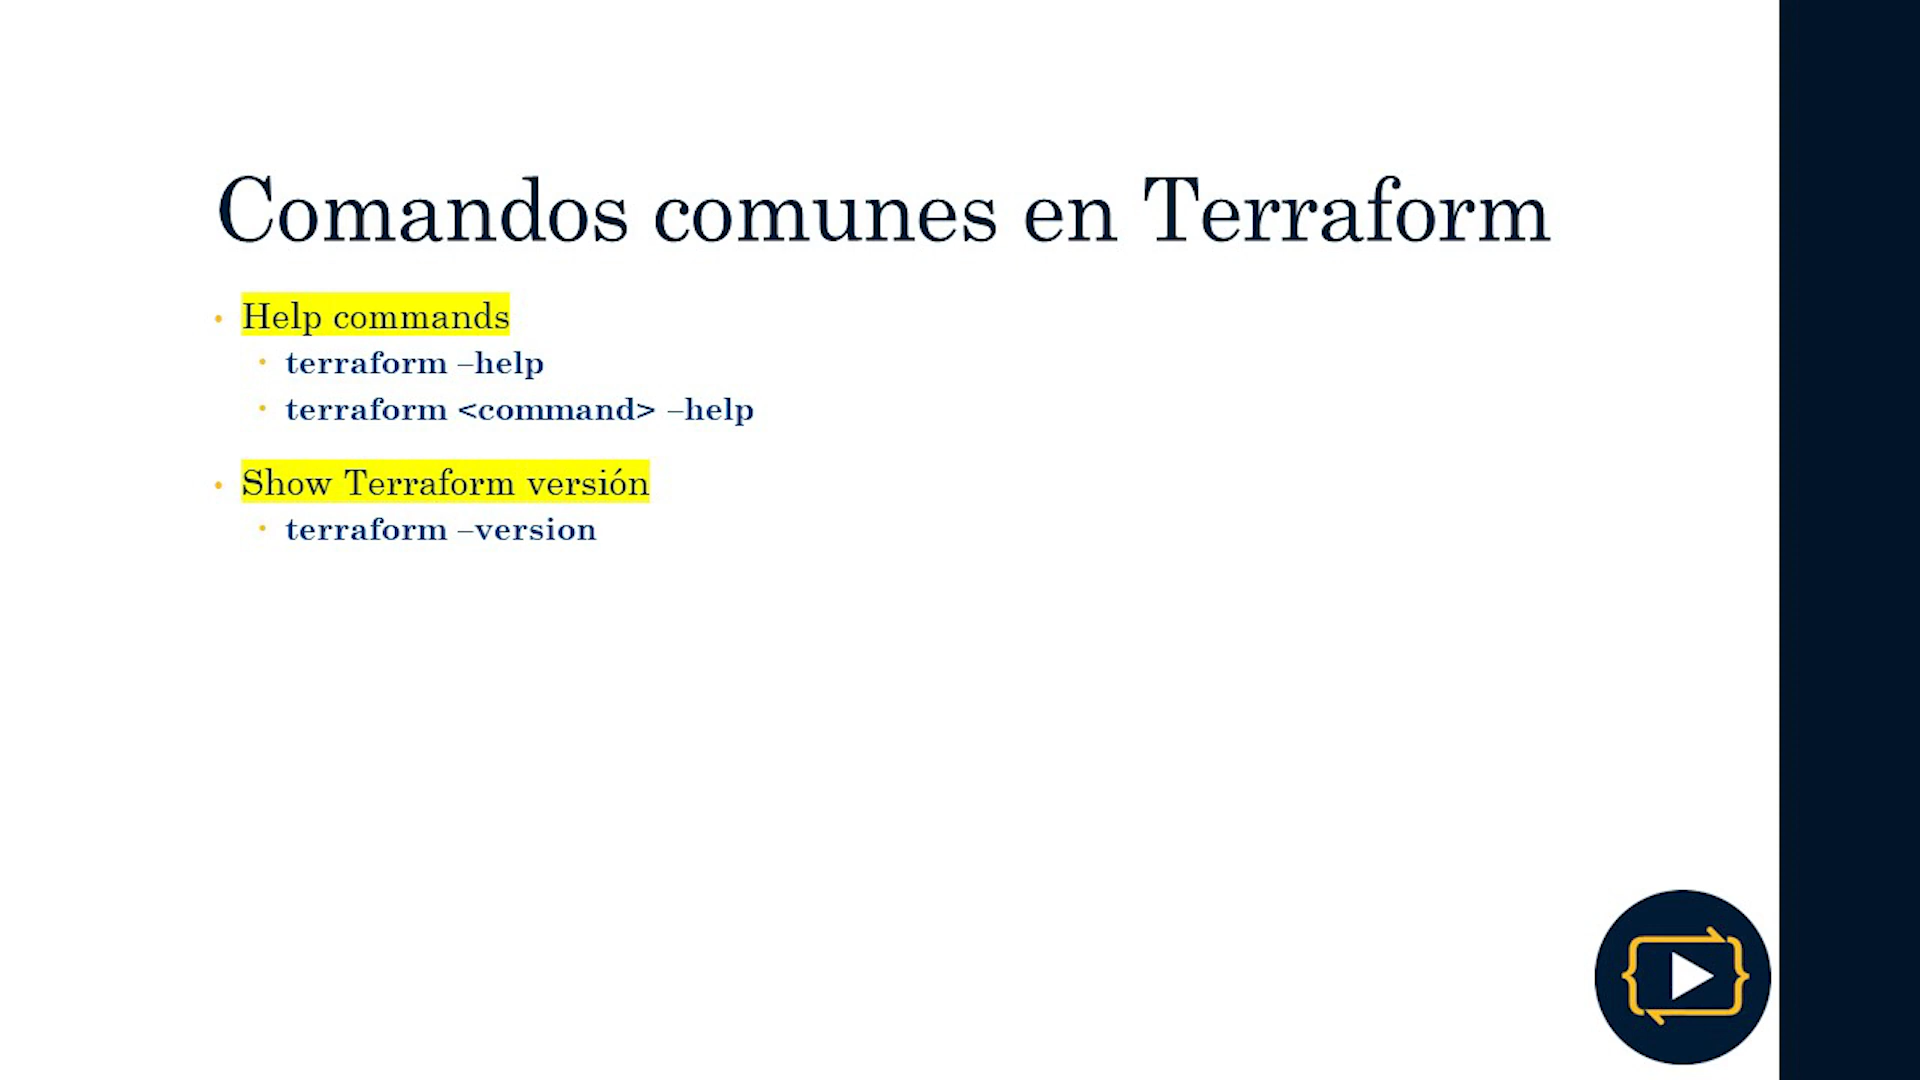 Comandos comunes en Terraform
• Help commands
• terraform –help
• terraform <command> –help
• Show Terraform versión
• terraform –version